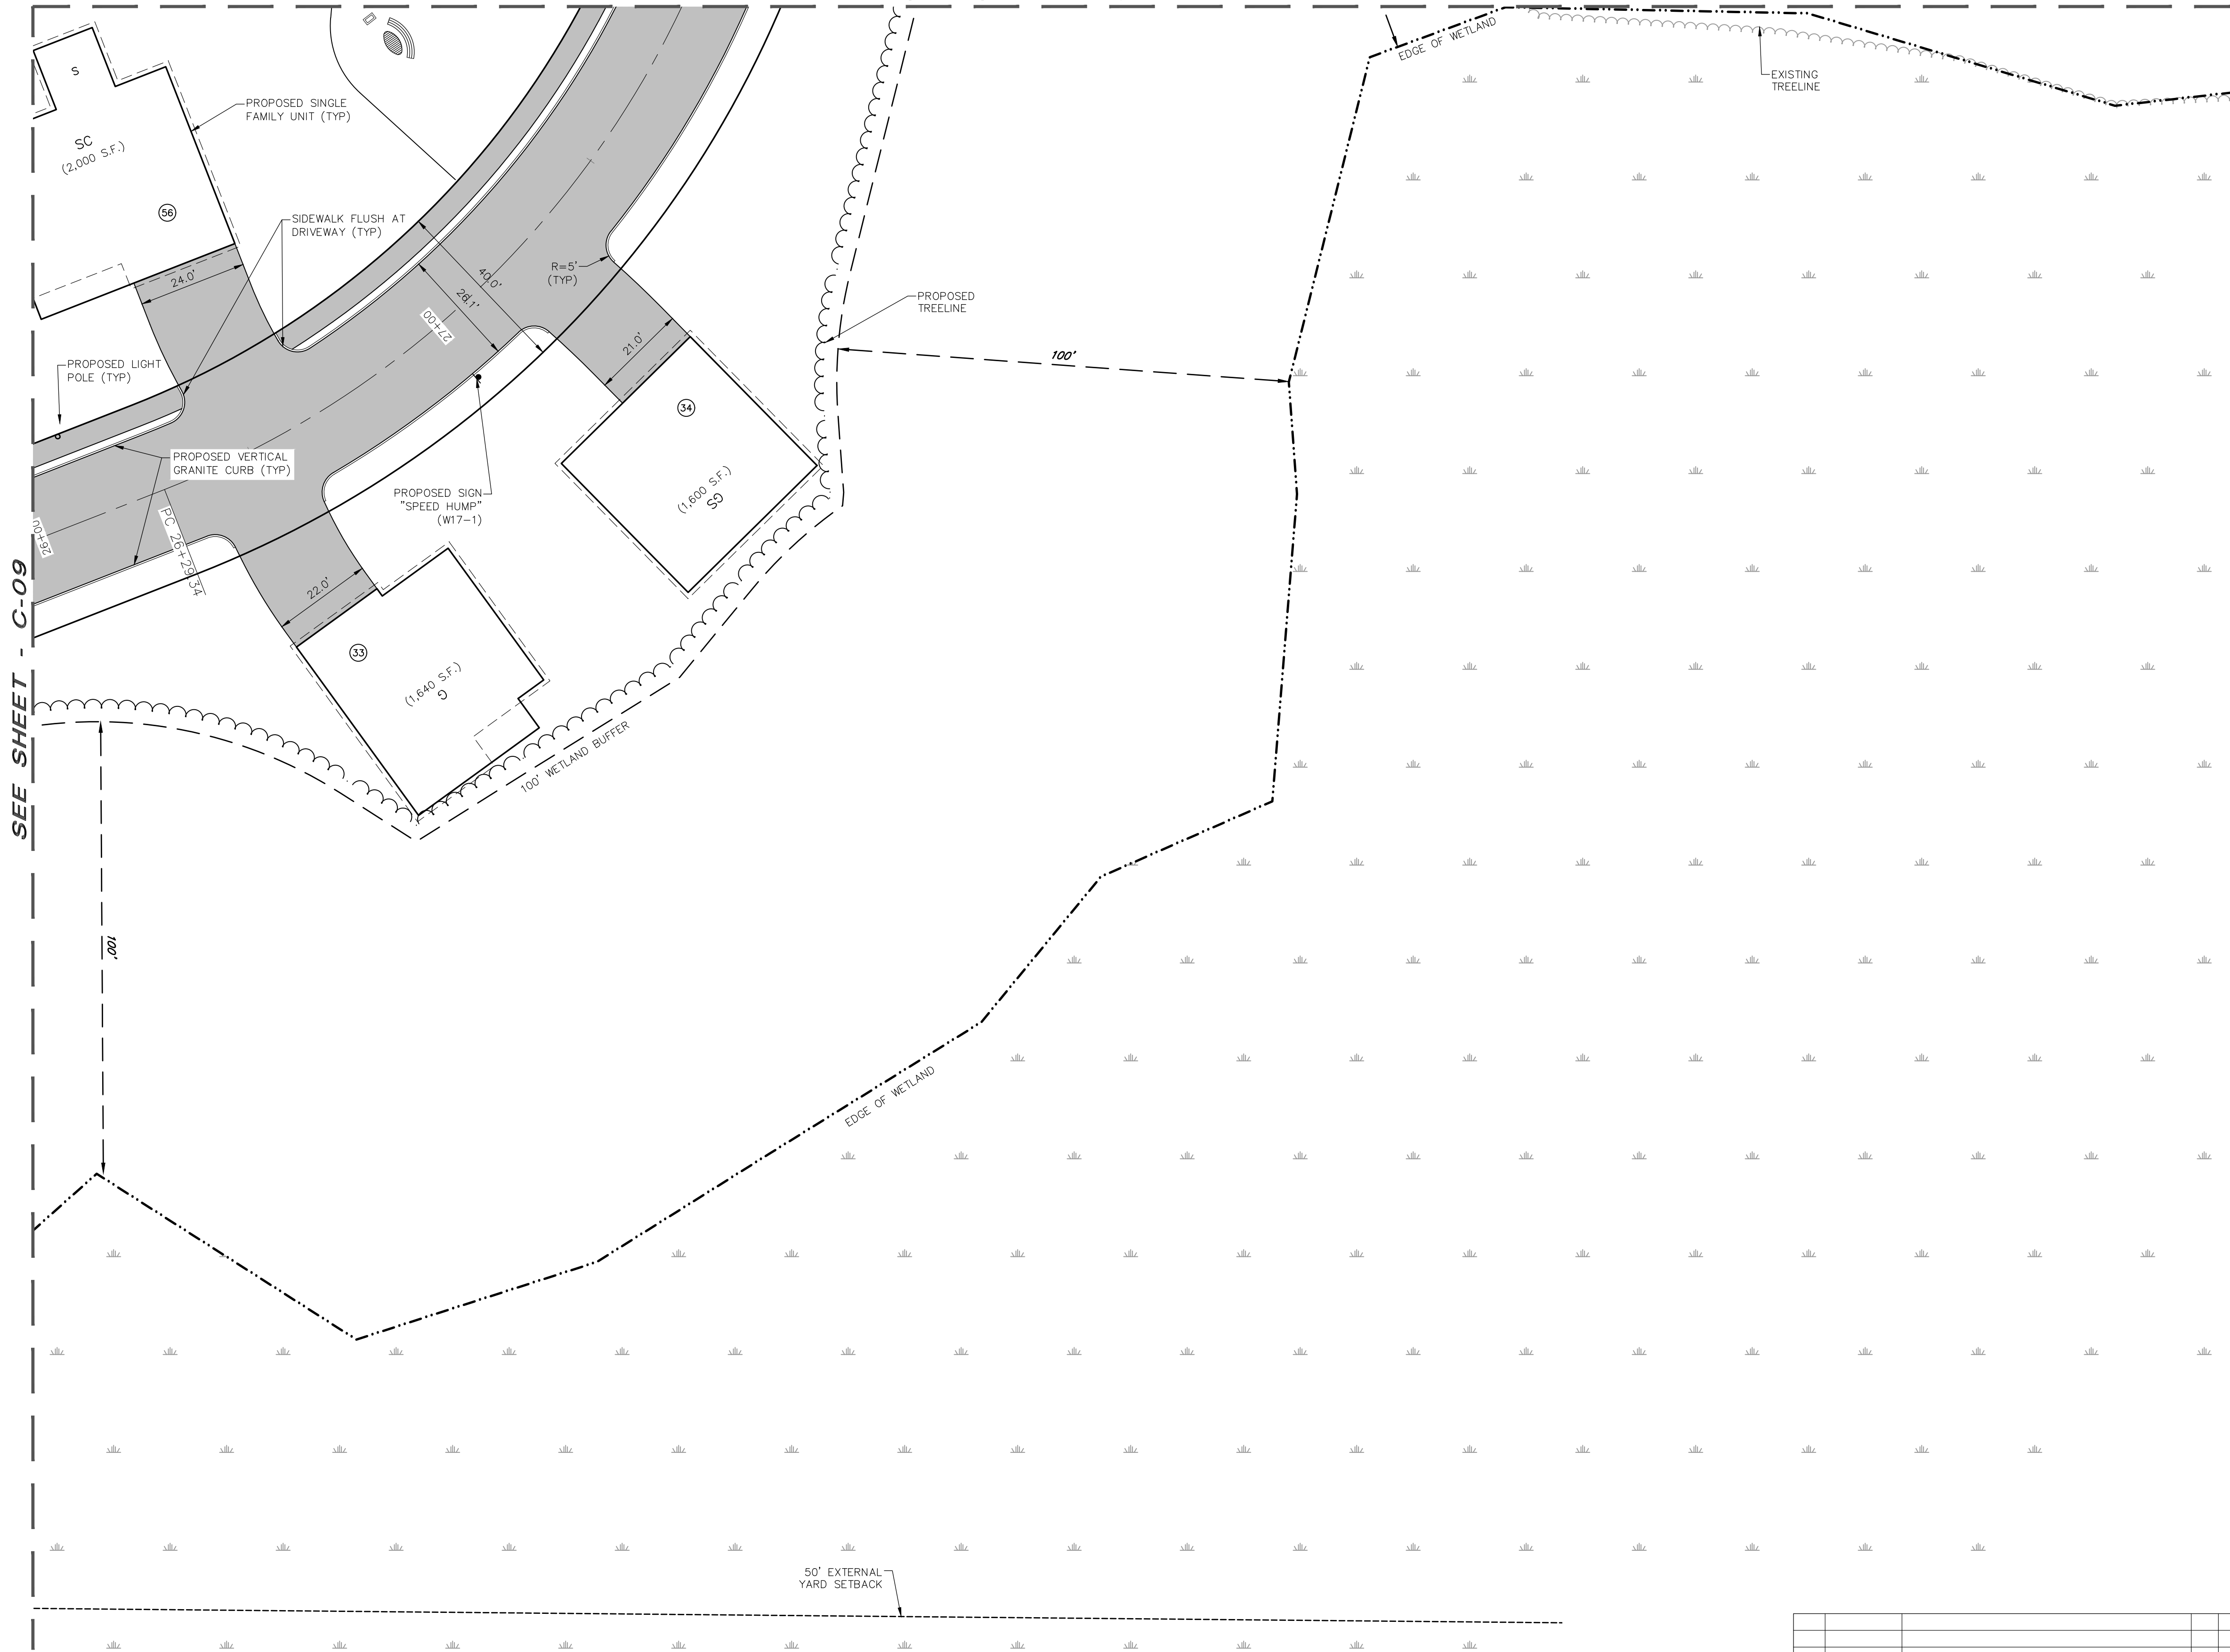 EDGE OF WETLAND
EXISTING
TREELINE
S
SC
(2,000 S.F.)
56
PROPOSED SINGLE
FAMILY UNIT (TYP)
SIDEWALK FLUSH AT
DRIVEWAY (TYP)
24.0'
40.0'
26.1'
27+00
R=5'
(TYP)
21.0'
PROPOSED
TREELINE
100'
PROPOSED LIGHT
POLE (TYP)
34
(1,600 S.F.)
GS
PROPOSED VERTICAL
GRANITE CURB (TYP)
PROPOSED SIGN
"SPEED HUMP"
(W17-1)
26+00
PC 26+29.34
22.0'
33
(1,640 S.F.)
G
SEE SHEET - C-09
100' WETLAND BUFFER
100'
EDGE OF WETLAND
50' EXTERNAL
YARD SETBACK